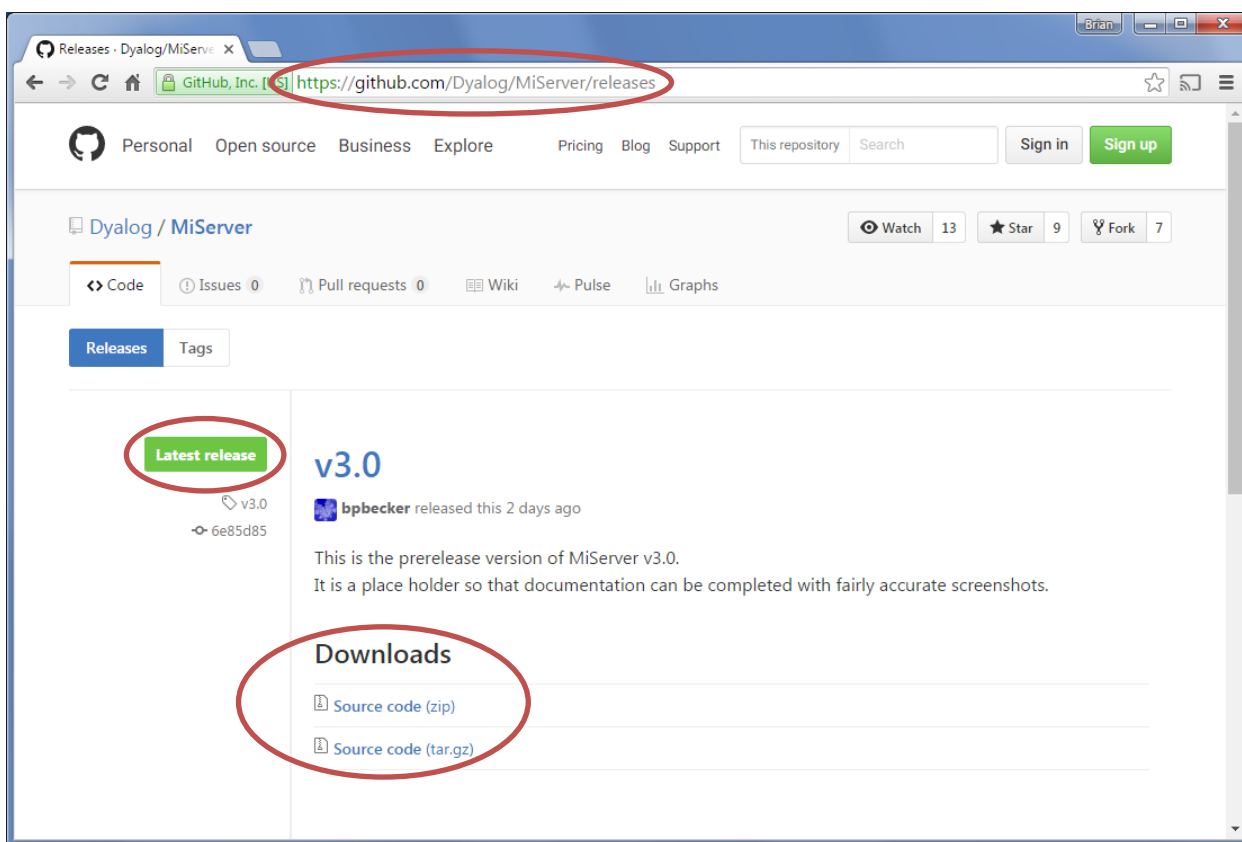 Brian
Releases · Dyalog/MiServe
GitHub, Inc. [US] https://github.com/Dyalog/MiServer/releases
Personal Open source Business Explore Pricing Blog Support This repository Search Sign in Sign up
Dyalog / MiServer Watch 13 Star 9 Fork 7
Code Issues 0 Pull requests 0 Wiki Pulse Graphs
Releases Tags
Latest release
v3.0
v3.0
6e85d85
bpbecker released this 2 days ago
This is the prerelease version of MiServer v3.0.
It is a place holder so that documentation can be completed with fairly accurate screenshots.
Downloads
Source code (zip)
Source code (tar.gz)